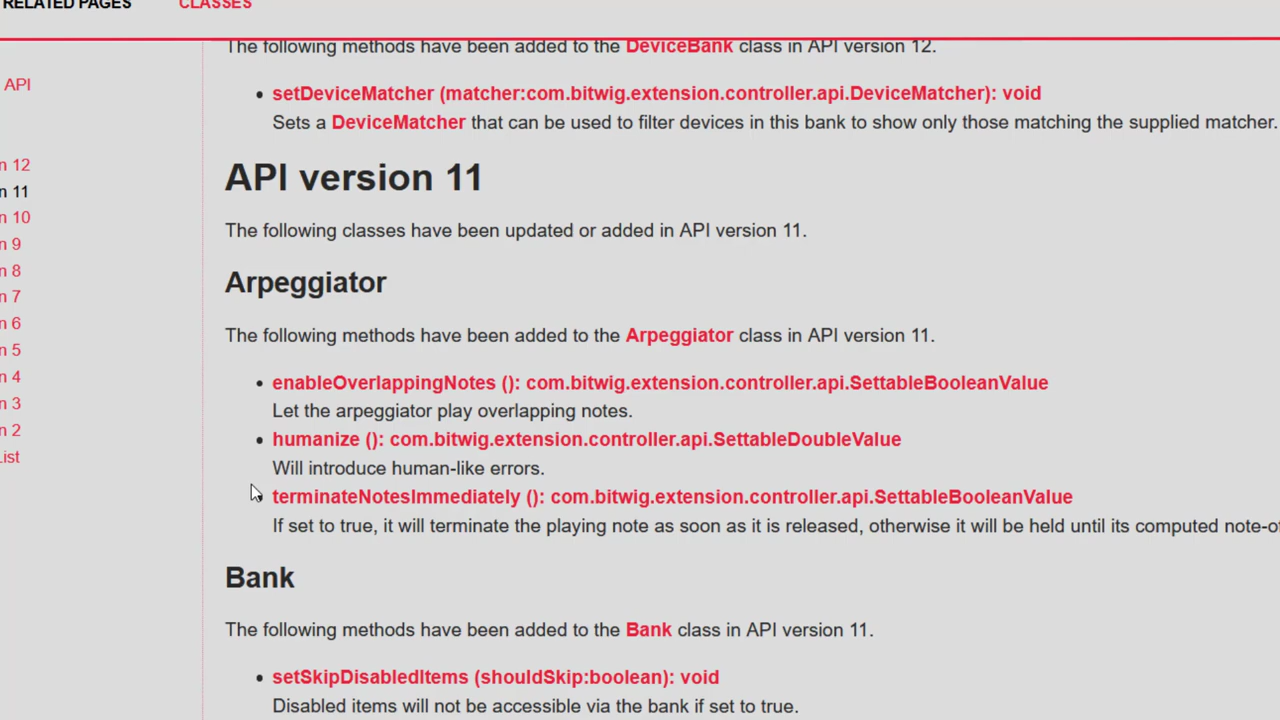 RELATED PAGES CLASSES
API
n 12
n 11
n 10
n 9
n 8
n 7
n 6
n 5
n 4
n 3
n 2
List
The following methods have been added to the DeviceBank class in API version 12.
setDeviceMatcher (matcher:com.bitwig.extension.controller.api.DeviceMatcher): void
Sets a DeviceMatcher that can be used to filter devices in this bank to show only those matching the supplied matcher.
API version 11
The following classes have been updated or added in API version 11.
Arpeggiator
The following methods have been added to the Arpeggiator class in API version 11.
enableOverlappingNotes (): com.bitwig.extension.controller.api.SettableBooleanValue
Let the arpeggiator play overlapping notes.
humanize (): com.bitwig.extension.controller.api.SettableDoubleValue
Will introduce human-like errors.
terminateNotesImmediately (): com.bitwig.extension.controller.api.SettableBooleanValue
If set to true, it will terminate the playing note as soon as it is released, otherwise it will be held until its computed note-o
Bank
The following methods have been added to the Bank class in API version 11.
setSkipDisabledItems (shouldSkip:boolean): void
Disabled items will not be accessible via the bank if set to true.